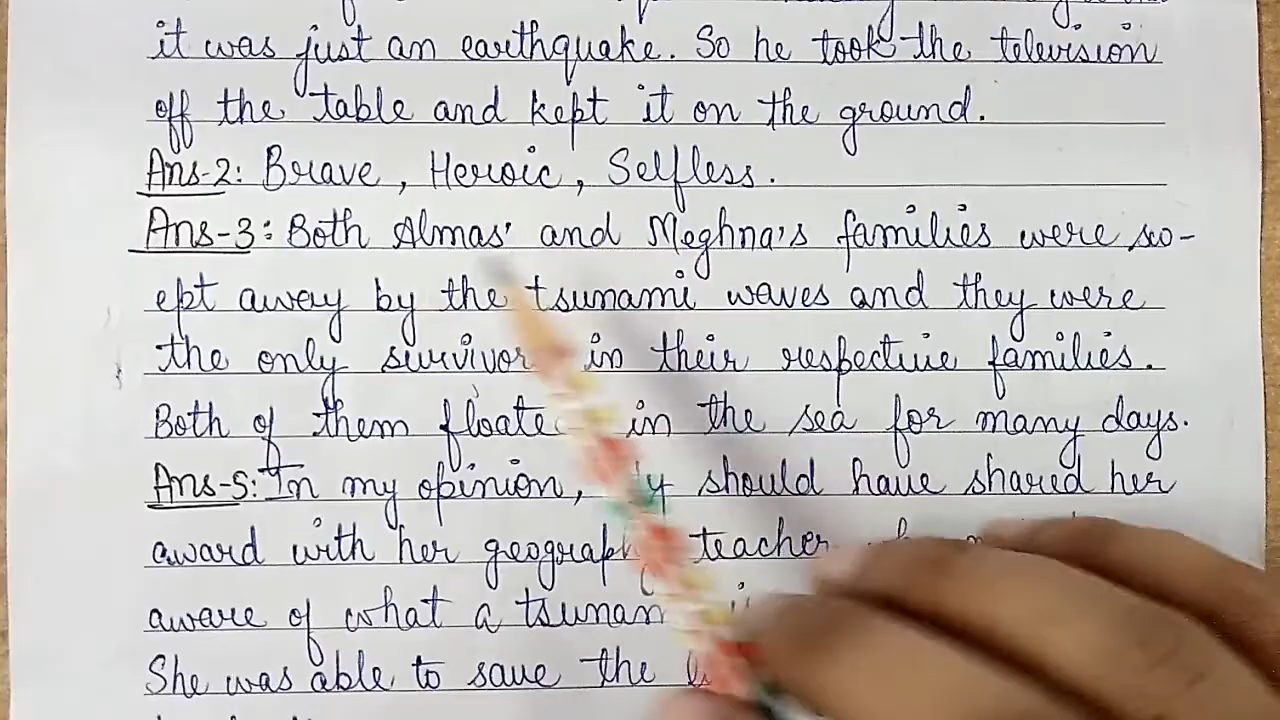 it was just an earthquake. So he took the television
off the table and kept it on the ground.
Ans-2: Brave, Heroic, Selfless.
Ans-3: Both Almas' and Meghna's families were sw-
ept away by the tsunami waves and they were
the only survivor in their respective families.
Both of them floate in the sea for many days.
Ans-5: In my opinion, should have shared her
award with her geography teacher
aware of what a
She was able to save the